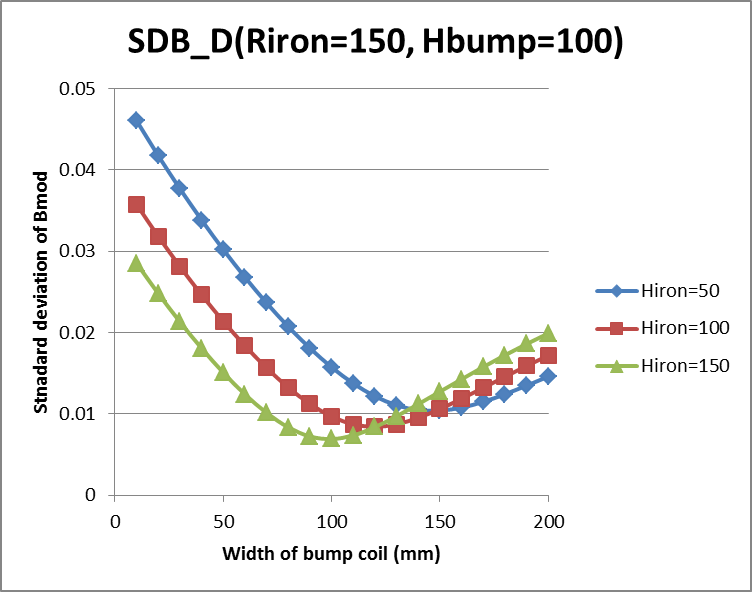 SDB_D(Riron=150, Hbump=100)
0.05
0.04
0.03
0.02
0.01
0
Stnadard deviation of Bmod
0
50
100
150
200
Width of bump coil (mm)
Hiron=50
Hiron=100
Hiron=150